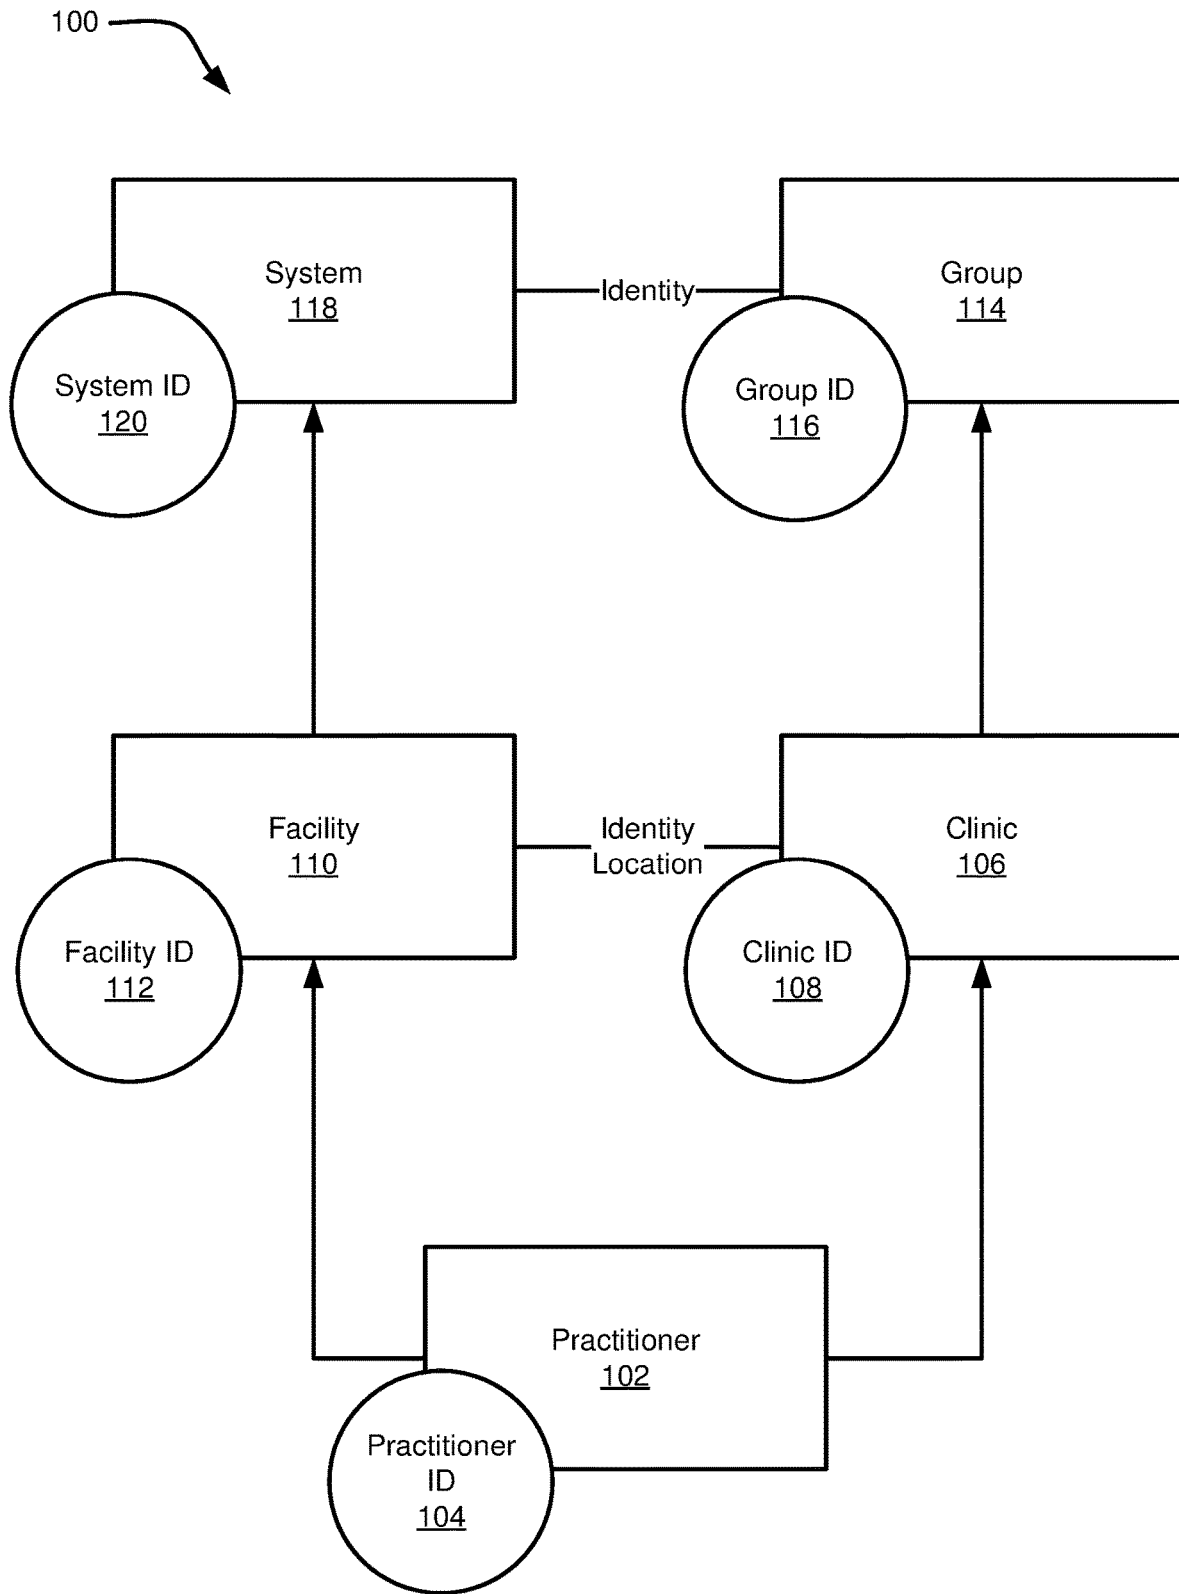 100
System
118
Identity
Group
114
System ID
120
Group ID
116
Facility
110
Identity
Location
Clinic
106
Facility ID
112
Clinic ID
108
Practitioner
102
Practitioner
ID
104